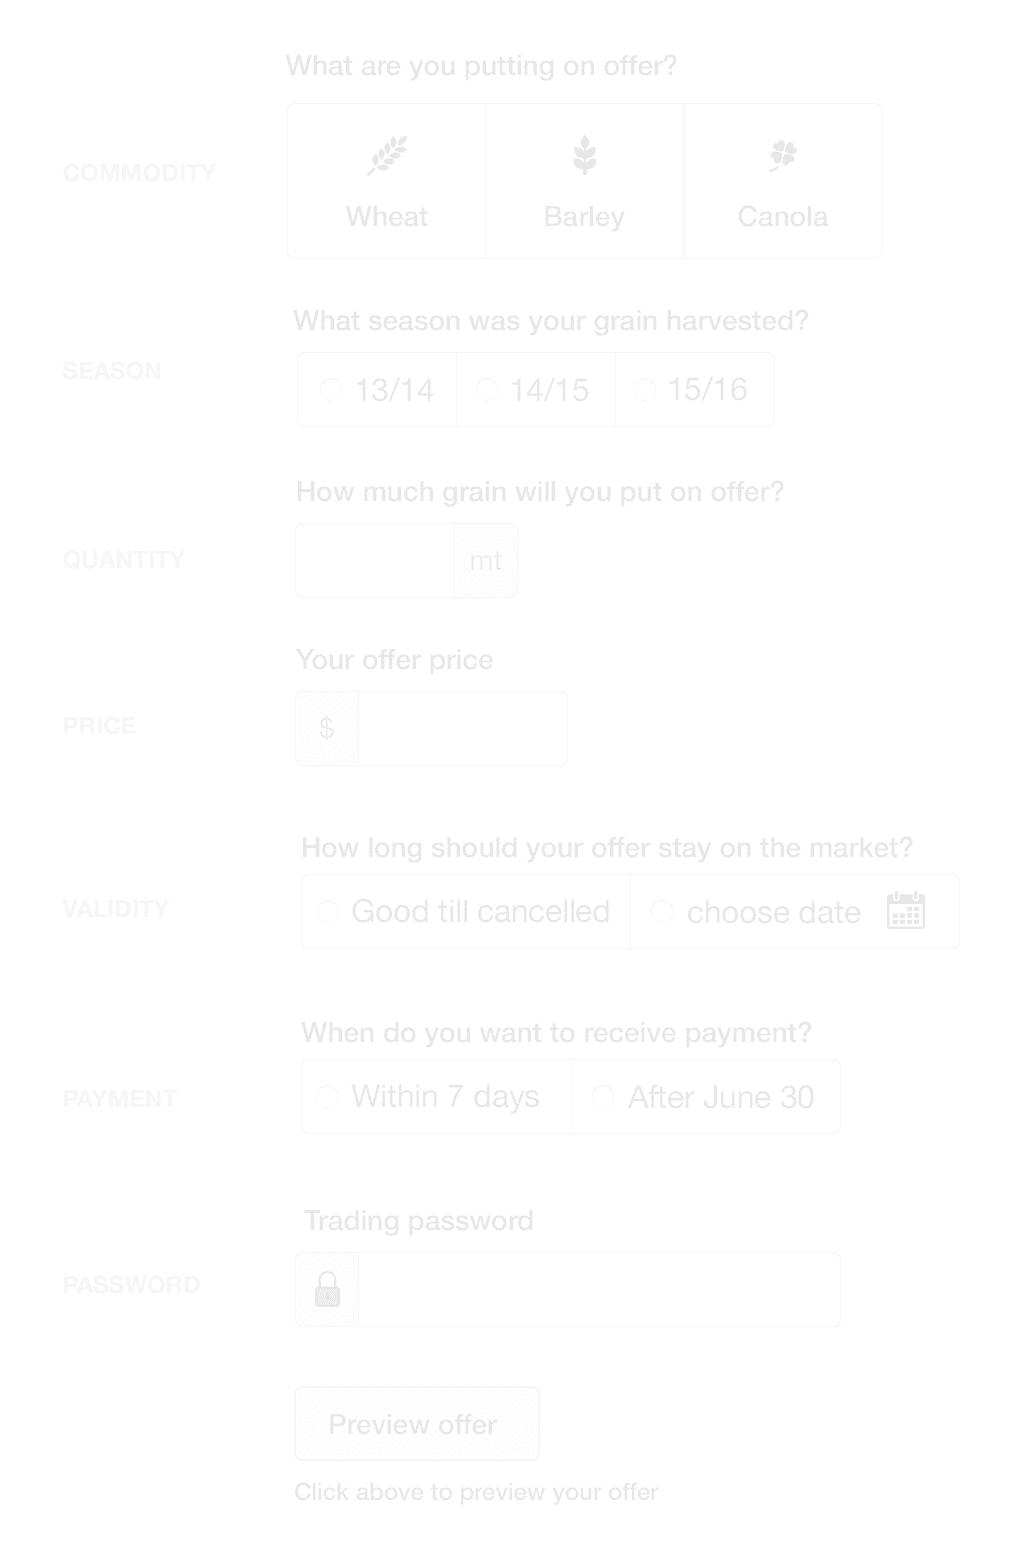 What are you putting on offer?
COMMODITY
Wheat
Barley
Canola
What season was your grain harvested?
SEASON
13/14
14/15
15/16
How much grain will you put on offer?
QUANTITY
mt
Your offer price
PRICE
$
How long should your offer stay on the market?
VALIDITY
Good till cancelled
choose date
When do you want to receive payment?
PAYMENT
Within 7 days
After June 30
Trading password
PASSWORD
Preview offer
Click above to preview your offer